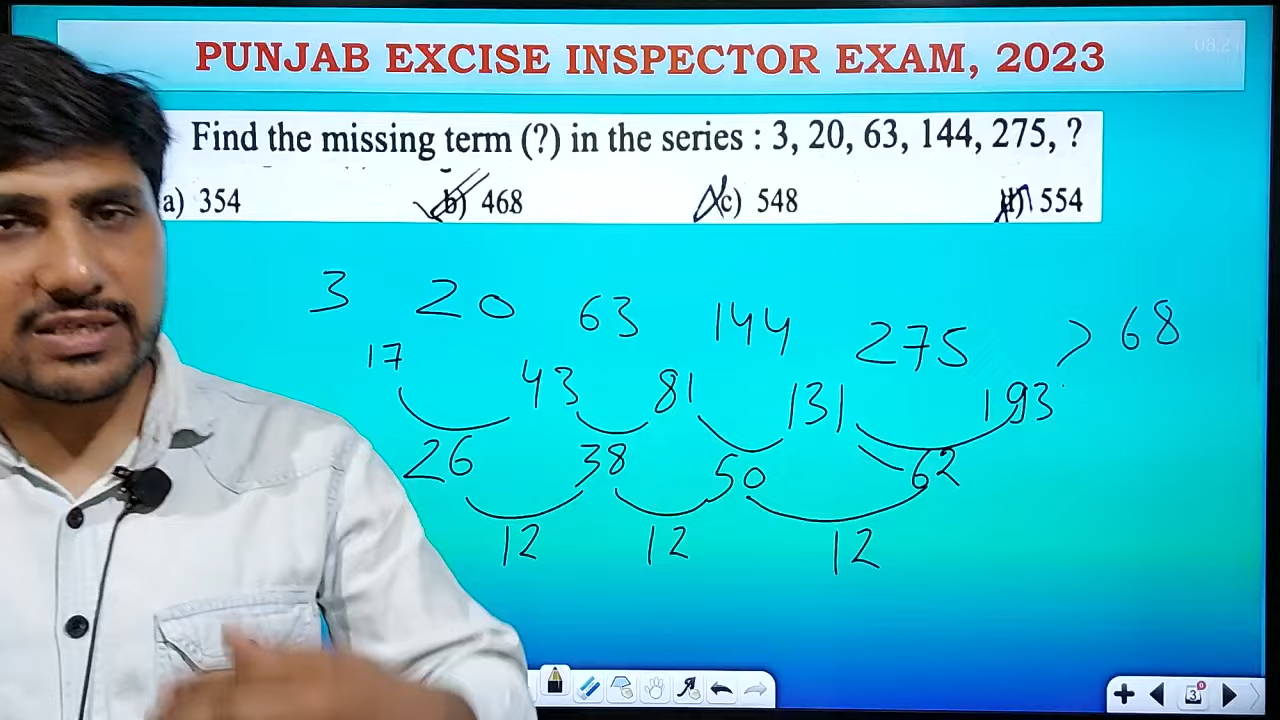 PUNJAB EXCISE INSPECTOR EXAM, 2023
Find the missing term (?) in the series : 3, 20, 63, 144, 275, ?
a) 354 b) 468 c) 548 554
3 20 63 144 275 68
17 43 81 131 193
26 38 50 62
12 12 12
3